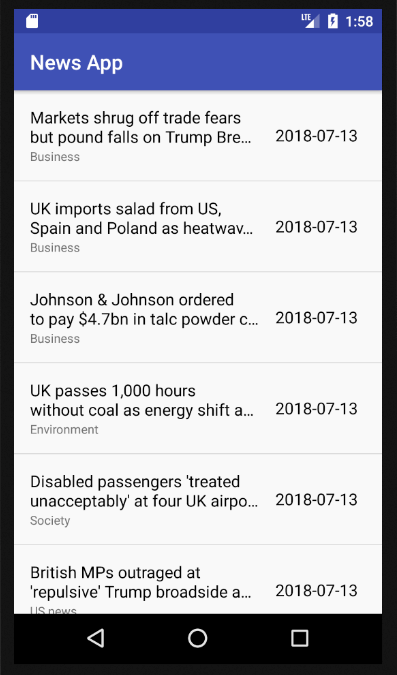 LTE 1:58
News App
Markets shrug off trade fears
but pound falls on Trump Bre…
2018-07-13
Business
UK imports salad from US,
Spain and Poland as heatwav…
2018-07-13
Business
Johnson & Johnson ordered
to pay $4.7bn in talc powder c…
2018-07-13
Business
UK passes 1,000 hours
without coal as energy shift a…
2018-07-13
Environment
Disabled passengers 'treated
unacceptably' at four UK airpo…
2018-07-13
Society
British MPs outraged at
'repulsive' Trump broadside a…
2018-07-13
US news